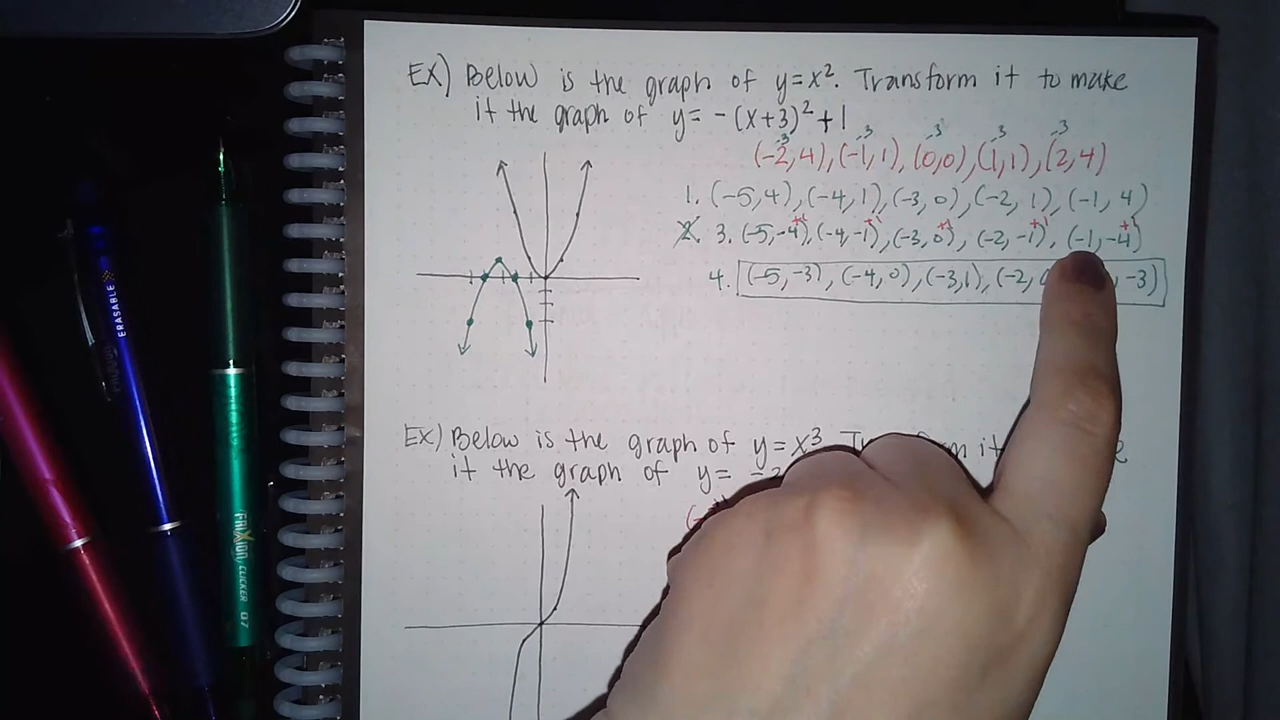 EX) Below is the graph of y=x². Transform it to make
it the graph of y= -(x+3)²+1
-3 -3 -3 -3 -3
(-2,4),(-1,1),(0,0),(1,1),(2,4)
1. (-5,4),(-4,1),(-3,0),(-2,1),(-1,4)
+1 +1 +1 +1 +
2. 3. (-5,-4),(-4,-1),(-3,0),(-2,-1),(-1,-4)
4. (-5,-3),(-4,0),(-3,1),(-2, ,-3)
EX) Below is the graph of y=x³. it
it the graph of y=
ERASABLE
FRIXION CLICKER 0.7